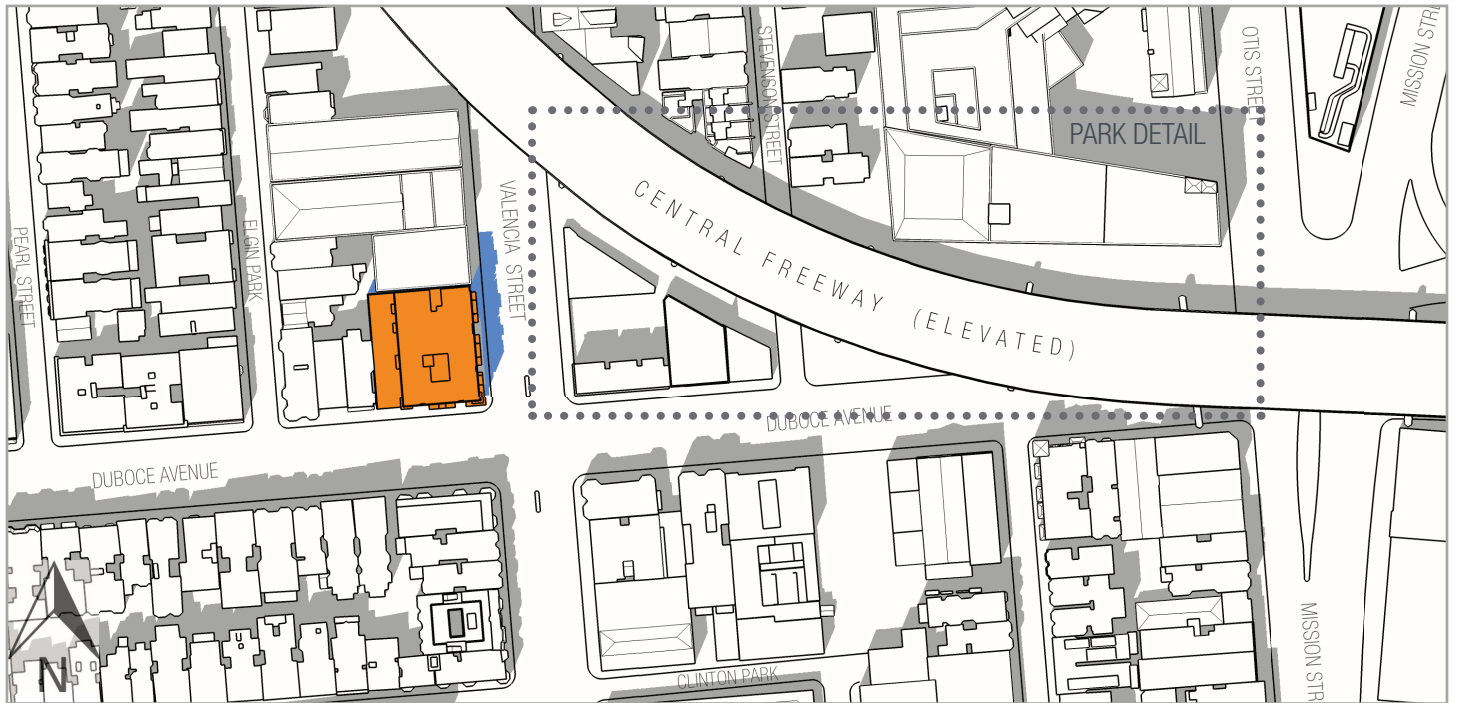 STEVENSON STREET
OTIS STREET
MISSION STR
PARK DETAIL
VALENCIA STREET
CENTRAL FREEWAY (ELEVATED)
PEARL STREET
ELGIN PARK
DUBOCE AVENUE
DUBOCE AVENUE
N
CLINTON PARK
MISSION STR